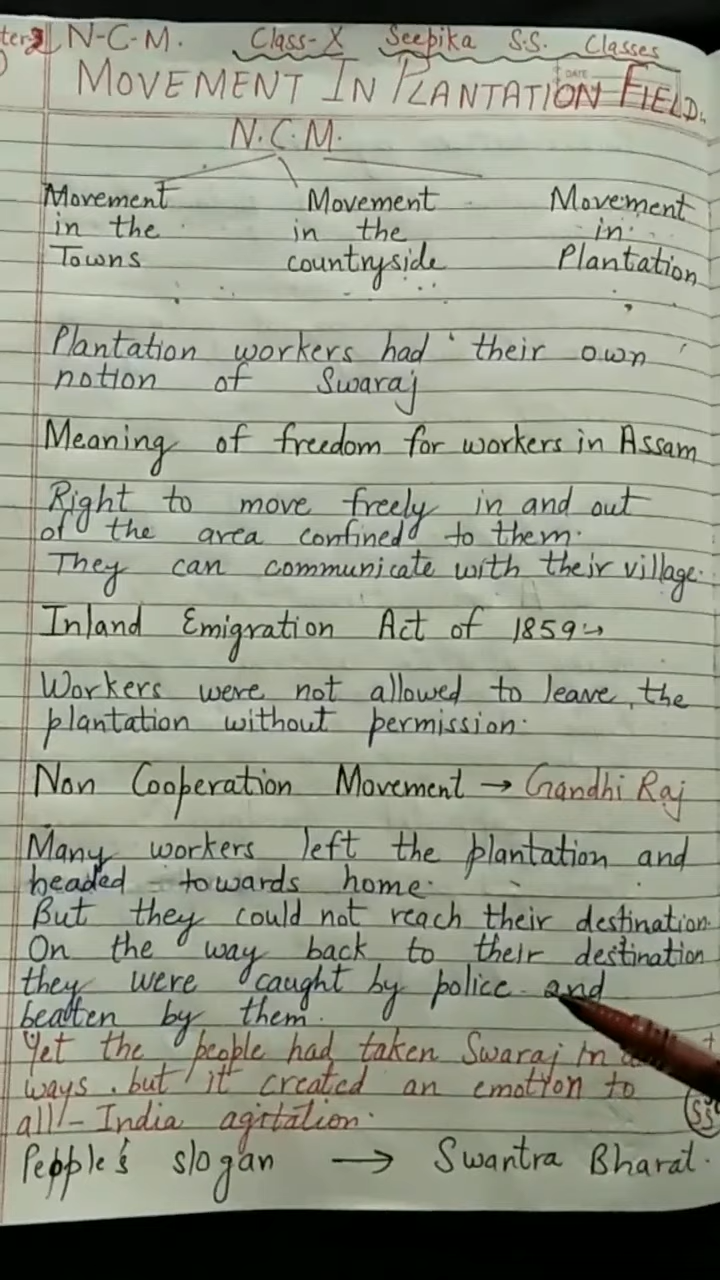 N-C-M. Class-X Seepika S.S. Classes
MOVEMENT IN PLANTATION FIELD.
DATE
N.C.M.
Movement in the Towns
Movement in the countryside
Movement in Plantation
Plantation workers had their own
notion of Swaraj
Meaning of freedom for workers in Assam
Right to move freely in and out
of the area confined to them.
They can communicate with their village.
Inland Emigration Act of 1859
Workers were not allowed to leave the
plantation without permission.
Non Cooperation Movement → Gandhi Raj
Many workers left the plantation and
headed towards home.
But they could not reach their destination.
On the way back to their destination
they were caught by police and
beatten by them.
Yet the people had taken Swaraj in
ways. but it created an emotion to
all-India agitation.
People's slogan → Swantra Bharat.
SS